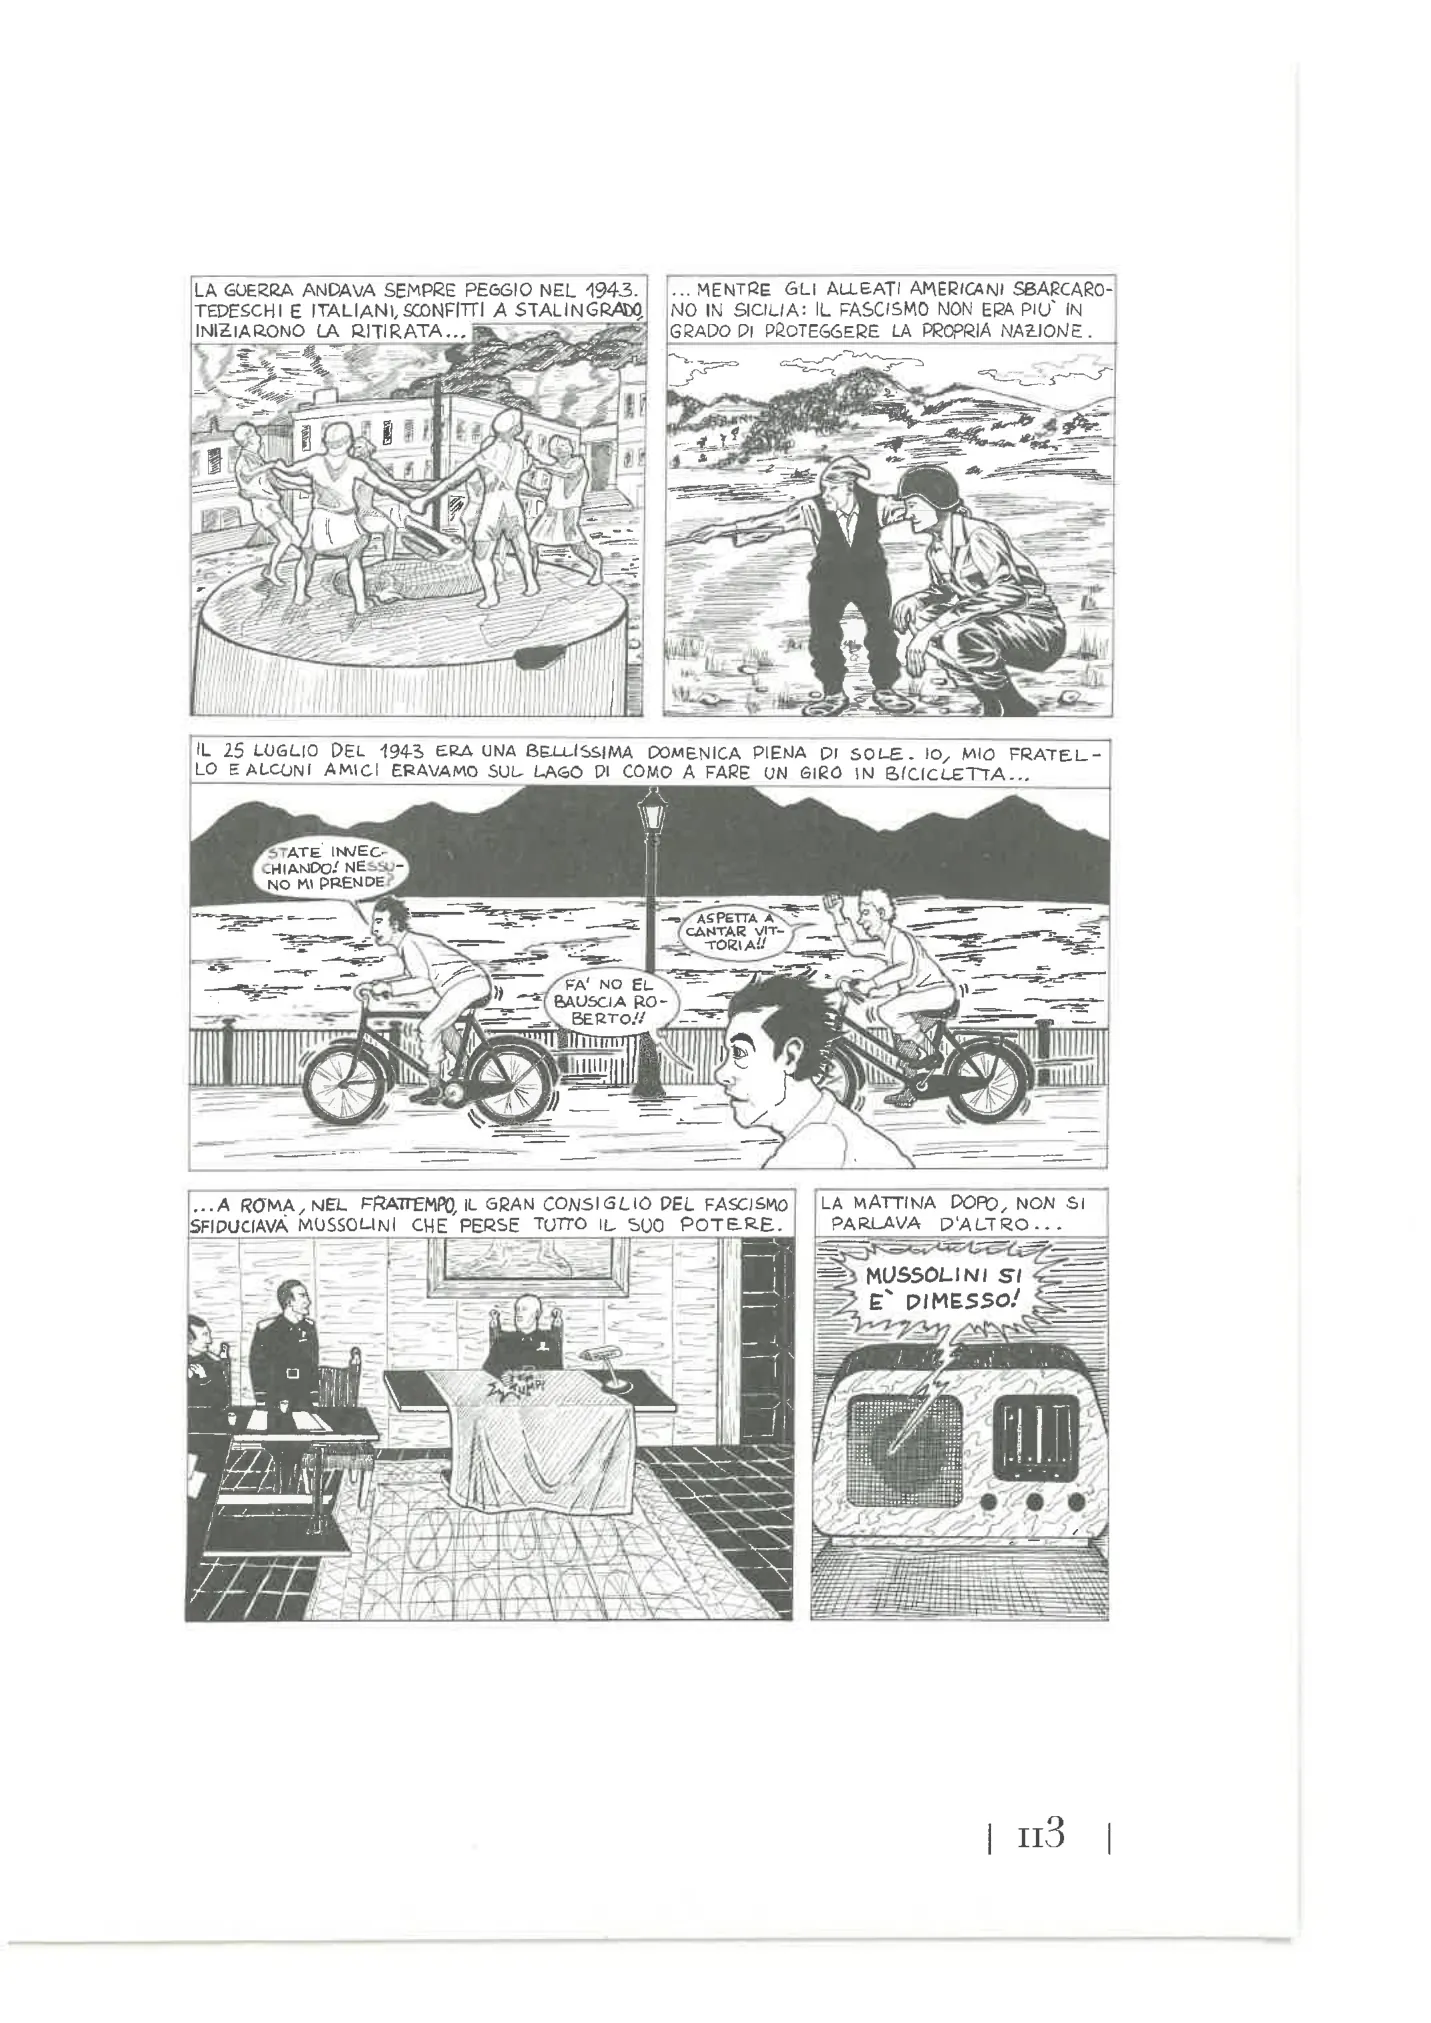 LA GUERRA ANDAVA SEMPRE PEGGIO NEL 1943.
TEDESCHI E ITALIANI, SCONFITTI A STALINGRADO,
INIZIARONO LA RITIRATA...
... MENTRE GLI ALLEATI AMERICANI SBARCARO-
NO IN SICILIA: IL FASCISMO NON ERA PIU' IN
GRADO DI PROTEGGERE LA PROPRIA NAZIONE.
IL 25 LUGLIO DEL 1943 ERA UNA BELLISSIMA DOMENICA PIENA DI SOLE. IO, MIO FRATEL-
LO E ALCUNI AMICI ERAVAMO SUL LAGO DI COMO A FARE UN GIRO IN BICICLETTA...
STATE INVEC-
CHIANDO! NESSU-
NO MI PRENDE?
ASPETTA A
CANTAR VIT-
TORIA!!
FA' NO EL
BAUSCIA RO-
BERTO!!
...A ROMA, NEL FRATTEMPO, IL GRAN CONSIGLIO DEL FASCISMO
SFIDUCIAVA MUSSOLINI CHE PERSE TUTTO IL SUO POTERE.
LA MATTINA DOPO, NON SI
PARLAVA D'ALTRO...
MUSSOLINI SI
E` DIMESSO!
| 113 |